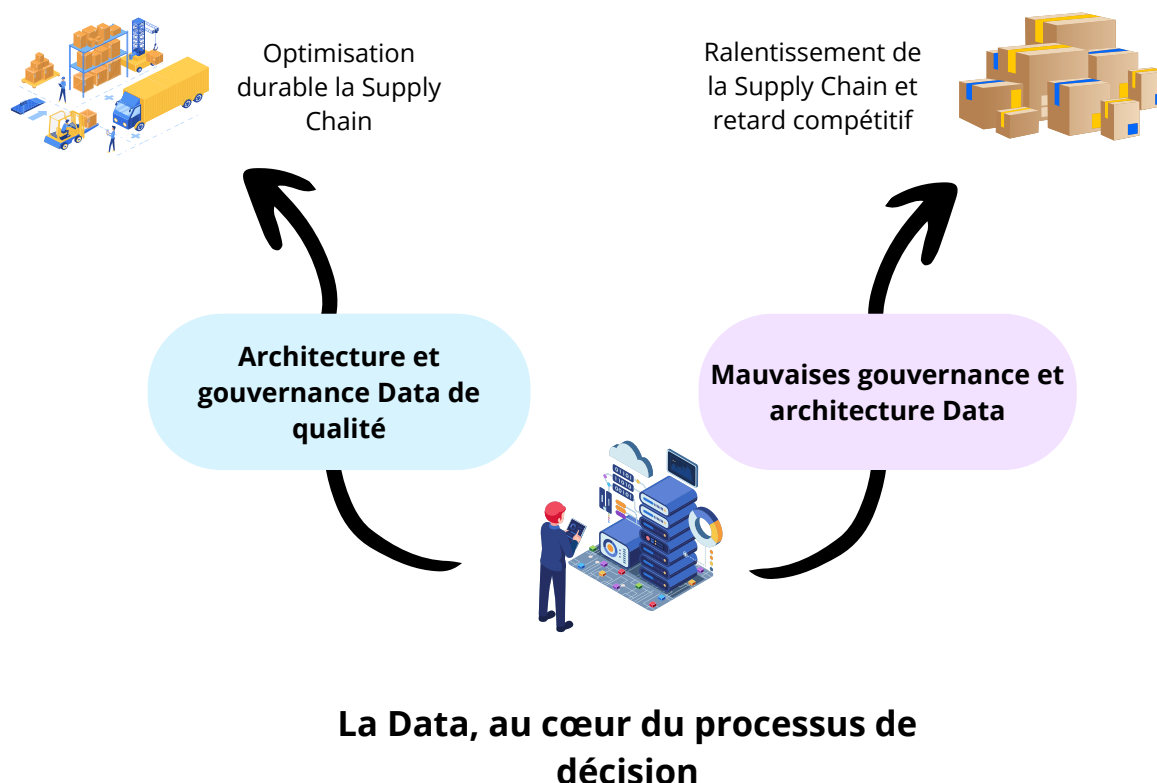 Optimisation
durable la Supply
Chain
Ralentissement de
la Supply Chain et
retard compétitif
Architecture et
gouvernance Data de
qualité
Mauvaises gouvernance et
architecture Data
La Data, au cœur du processus de
décision